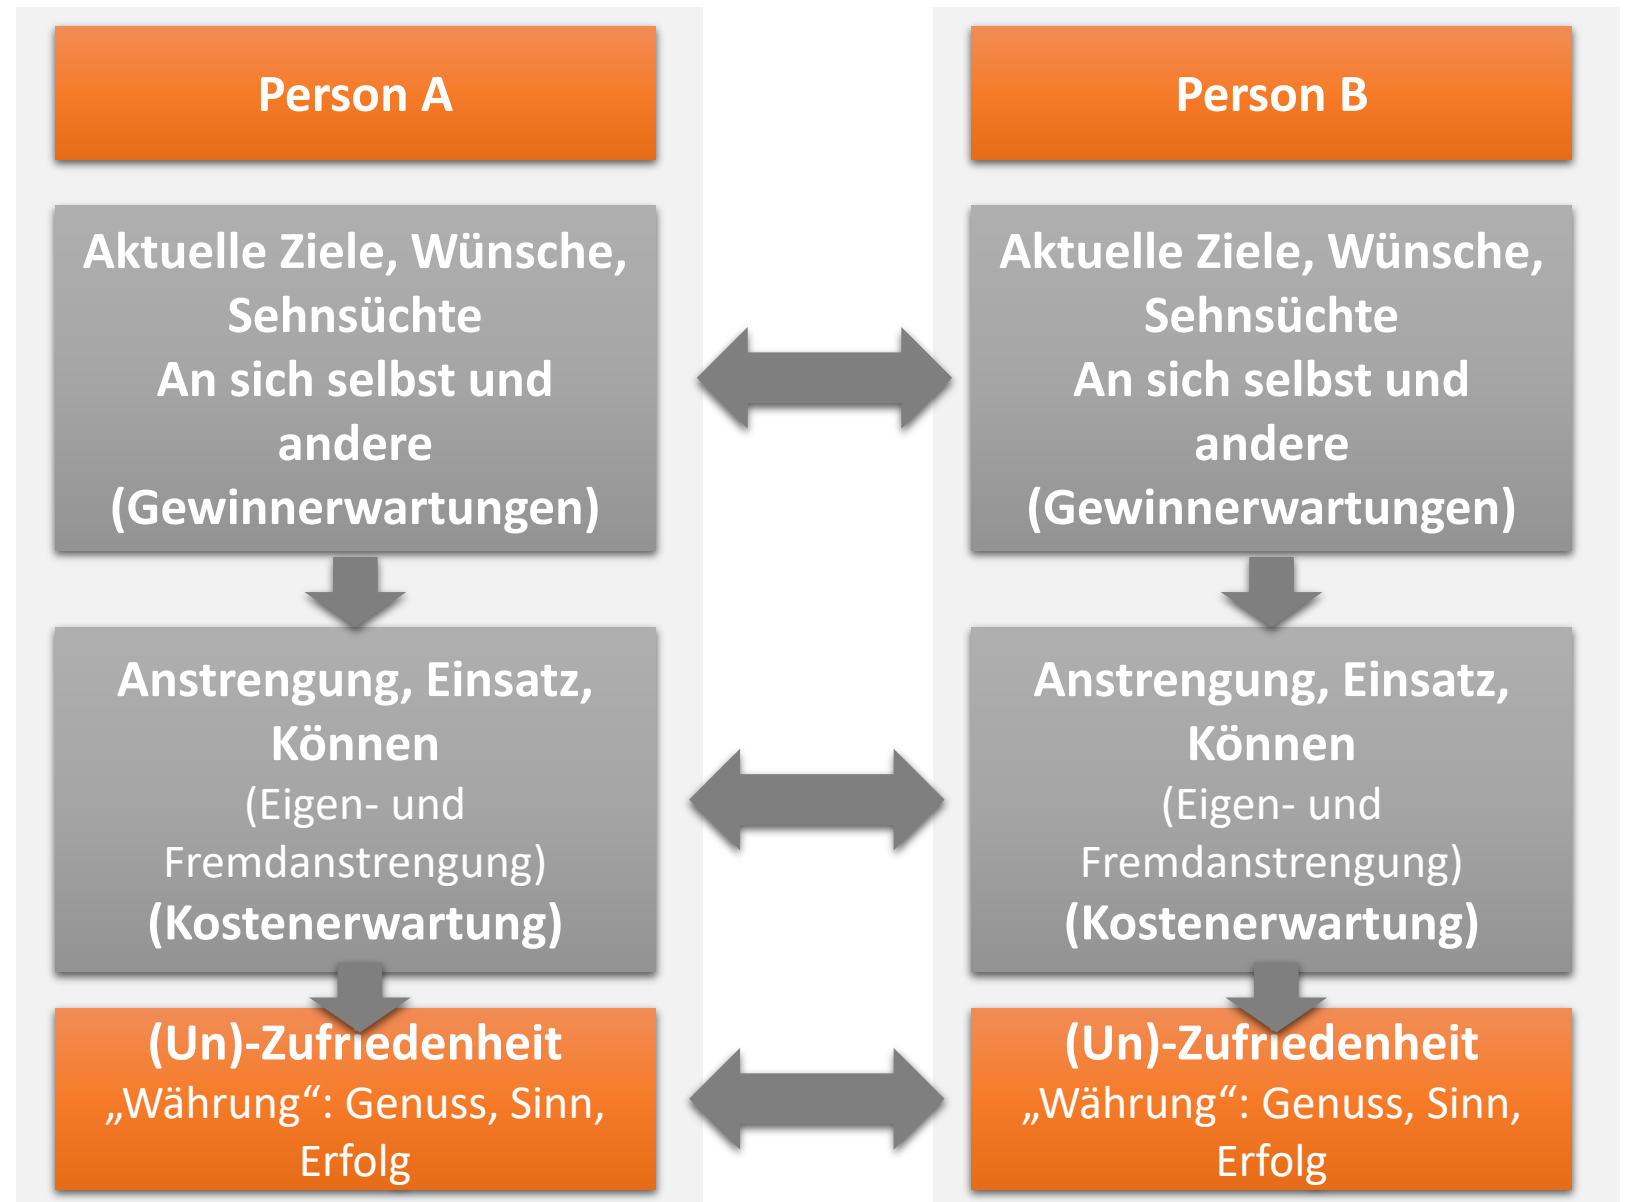 Person A
Aktuelle Ziele, Wünsche,
Sehnsüchte
An sich selbst und
andere
(Gewinnerwartungen)
Anstrengung, Einsatz,
Können
(Eigen- und
Fremdanstrengung)
(Kostenerwartung)
(Un)-Zufriedenheit
„Währung“: Genuss, Sinn,
Erfolg
Person B
Aktuelle Ziele, Wünsche,
Sehnsüchte
An sich selbst und
andere
(Gewinnerwartungen)
Anstrengung, Einsatz,
Können
(Eigen- und
Fremdanstrengung)
(Kostenerwartung)
(Un)-Zufriedenheit
„Währung“: Genuss, Sinn,
Erfolg